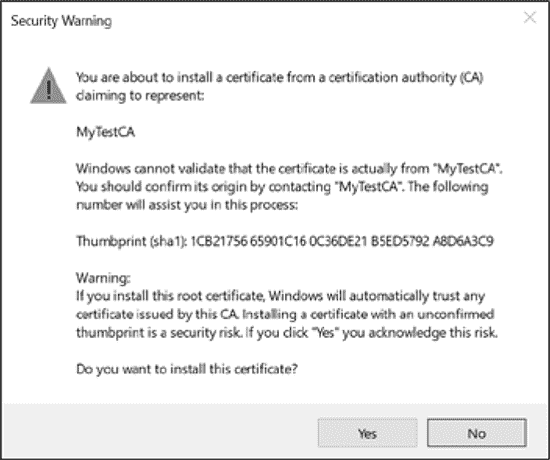 Security Warning
You are about to install a certificate from a certification authority (CA)
claiming to represent:
MyTestCA
Windows cannot validate that the certificate is actually from "MyTestCA".
You should confirm its origin by contacting "MyTestCA". The following
number will assist you in this process:
Thumbprint (sha1): 1CB21756 65901C16 0C36DE21 B5ED5792 A8D6A3C9
Warning:
If you install this root certificate, Windows will automatically trust any
certificate issued by this CA. Installing a certificate with an unconfirmed
thumbprint is a security risk. If you click "Yes" you acknowledge this risk.
Do you want to install this certificate?
Yes No